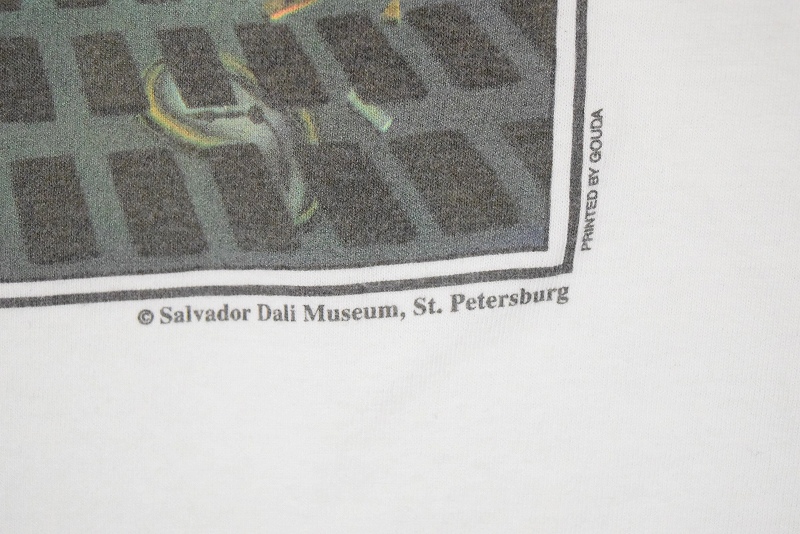 © Salvador Dali Museum, St. Petersburg
PRINTED BY GOUDA